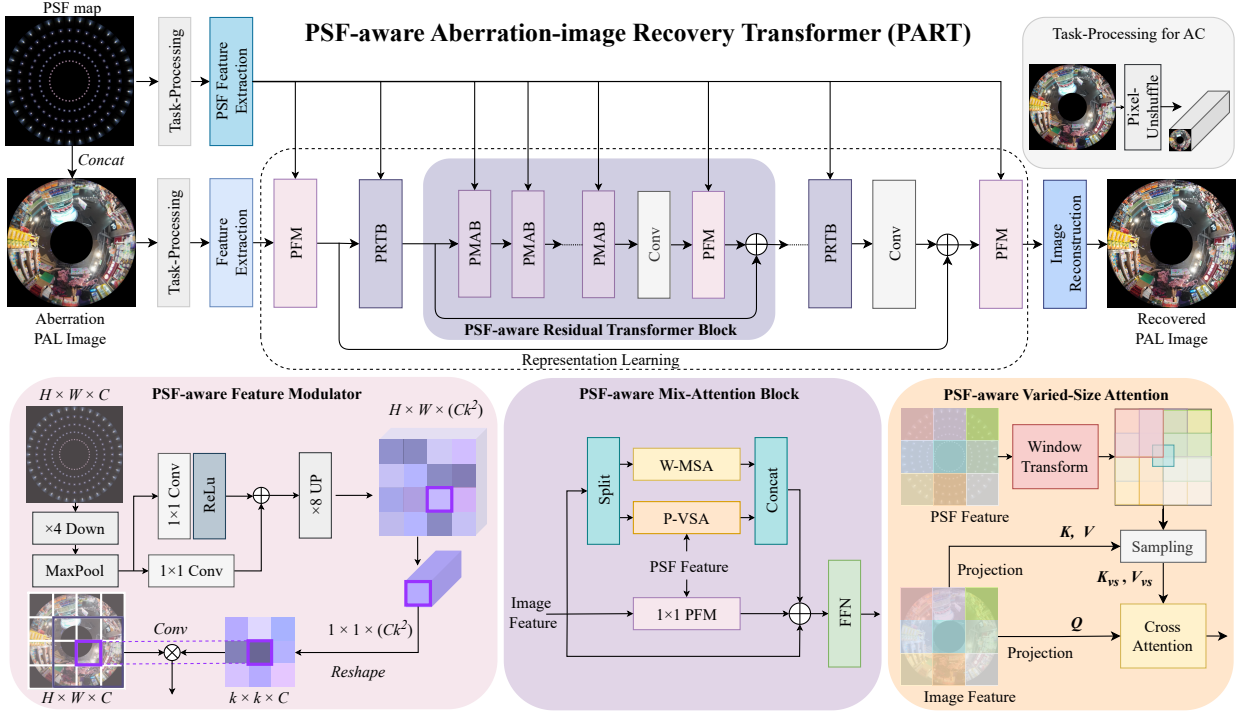 PSF map
PSF-aware Aberration-image Recovery Transformer (PART)
Task-Processing for AC
Task-Processing
PSF Feature
Extraction
Pixel-
Unshuffle
Concat
Task-Processing
Feature
Extraction
PFM
PRTB
PMAB
PMAB
PMAB
Conv
PFM
PRTB
Conv
PFM
Image
Reconstruction
PSF-aware Residual Transformer Block
Aberration
PAL Image
Representation Learning
Recovered
PAL Image
PSF-aware Feature Modulator
H × W × C
H × W × (Ck²)
×4 Down
MaxPool
1×1 Conv
ReLu
1×1 Conv
×8 UP
1 × 1 × (Ck²)
Conv
Reshape
H × W × C
k × k × C
PSF-aware Mix-Attention Block
Split
W-MSA
P-VSA
Concat
PSF Feature
Image
Feature
1×1 PFM
FFN
PSF-aware Varied-Size Attention
Window
Transform
PSF Feature
K, V
Sampling
Projection
Kvs , Vvs
Q
Projection
Cross
Attention
Image Feature